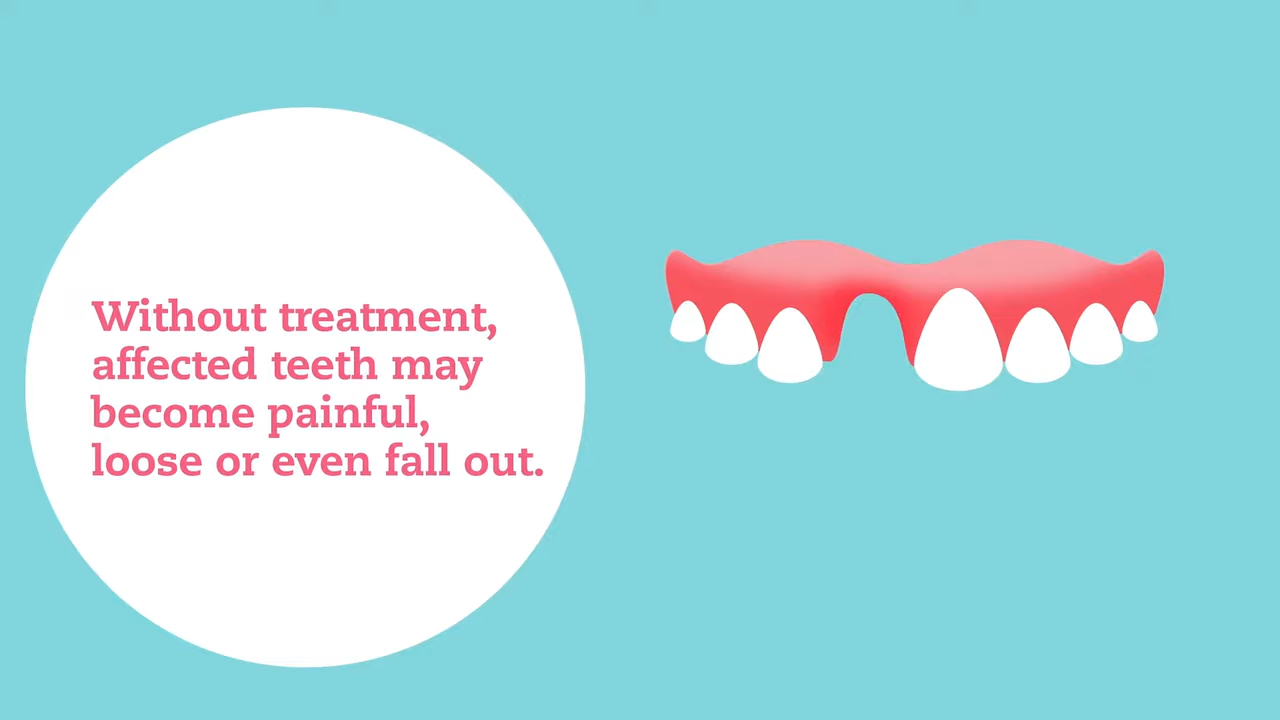 Without treatment,
affected teeth may
become painful,
loose or even fall out.